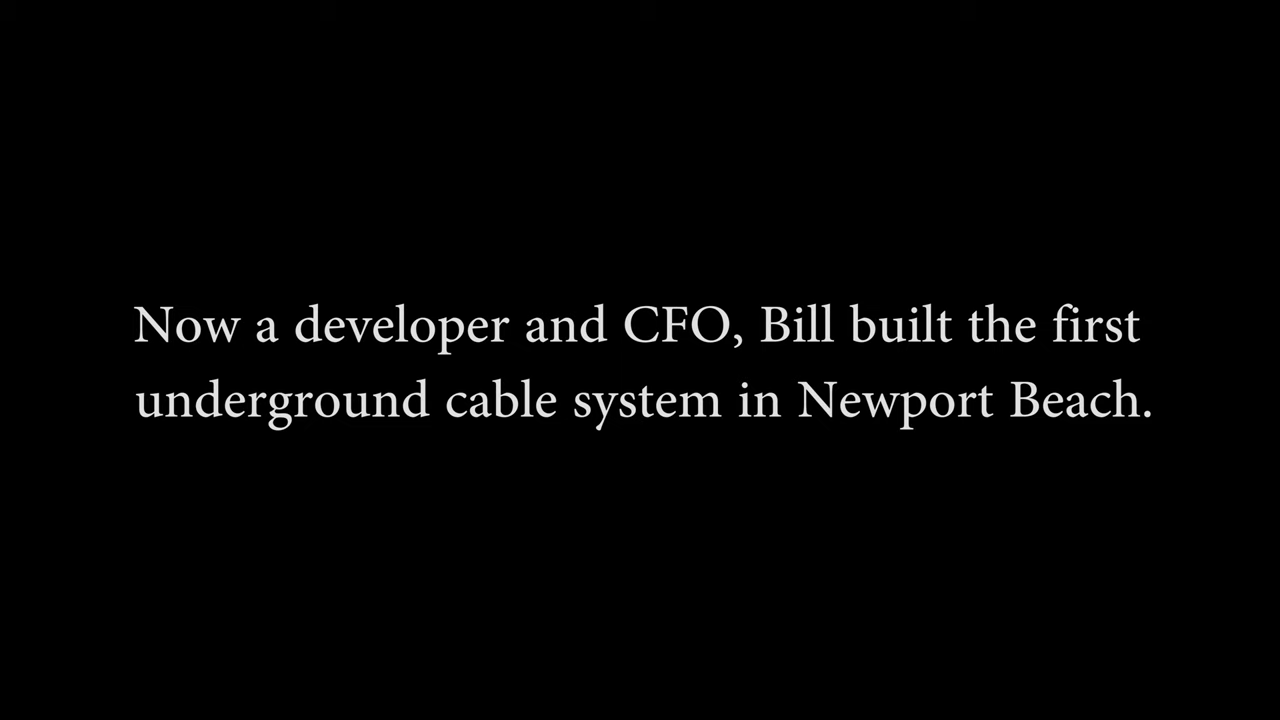 Now a developer and CFO, Bill built the first
underground cable system in Newport Beach.